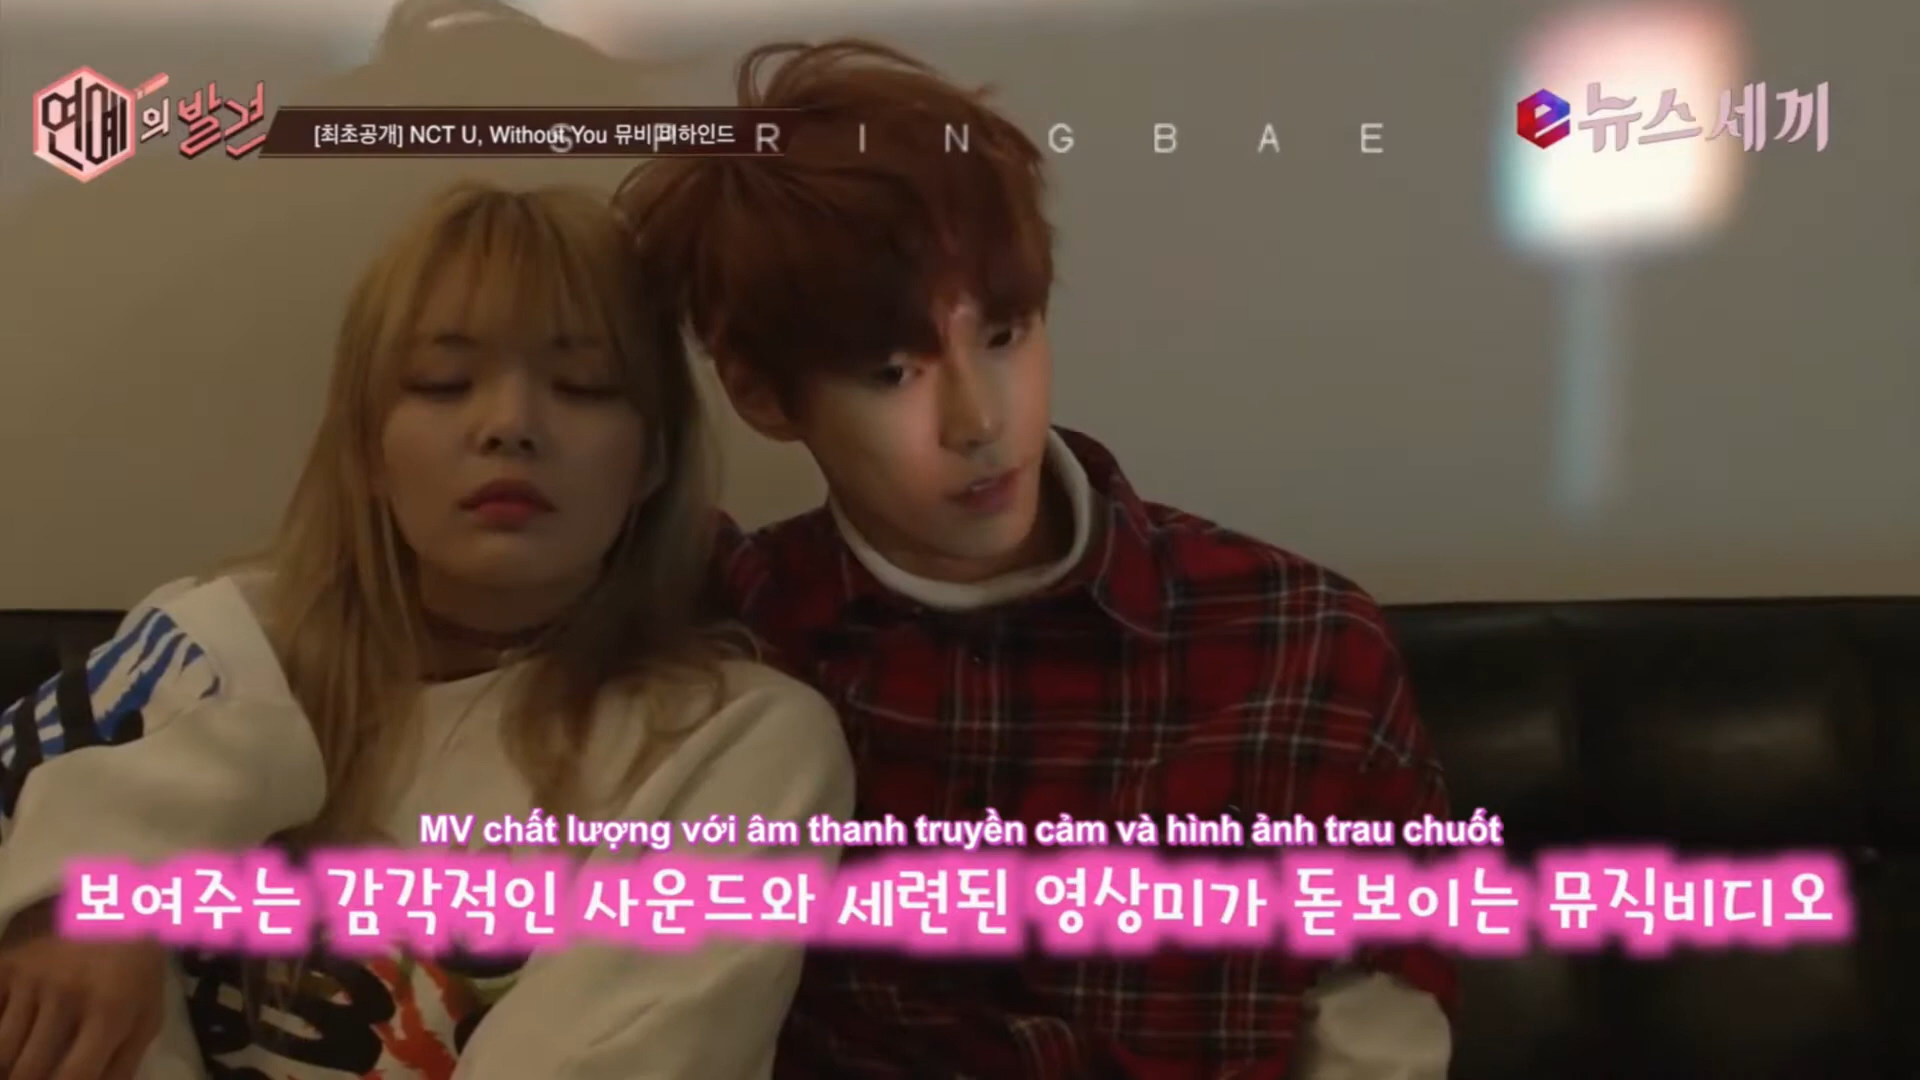 연예의 발견
[최초공개] NCT U, Without You 뮤비 비하인드
SPRINGBAE
e뉴스세끼
MV chất lượng với âm thanh truyền cảm và hình ảnh trau chuốt
보여주는 감각적인 사운드와 세련된 영상미가 돋보이는 뮤직비디오